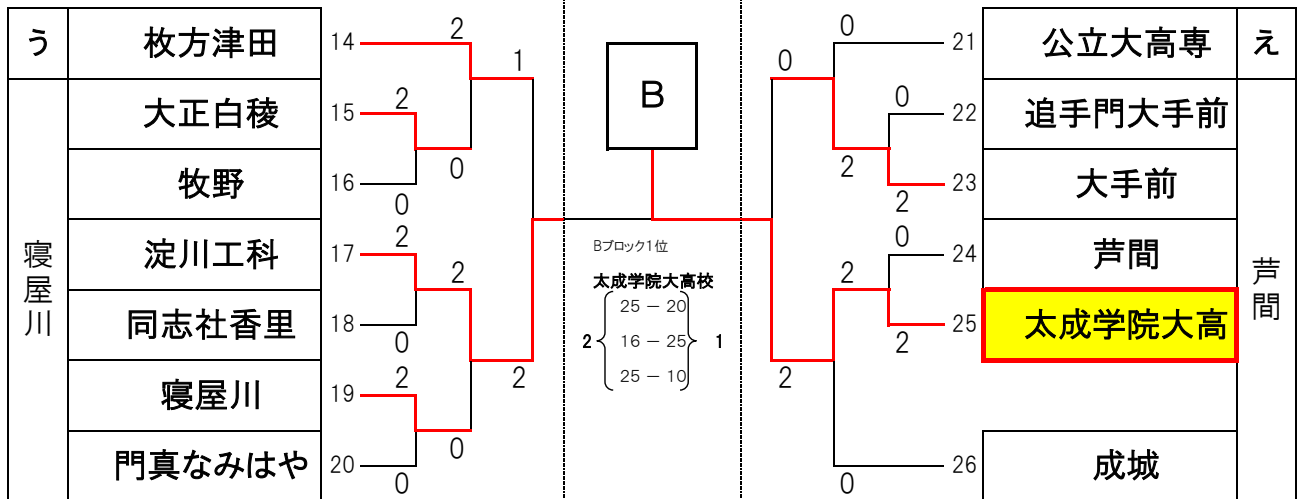 う
枚方津田
14
2
1
大正白稜
15
2
牧野
16
0
0
淀川工科
17
2
2
同志社香里
18
0
2
寝屋川
19
2
0
門真なみはや
20
0
寝屋川
B
Bブロック1位
太成学院大高校
2
25 － 20
16 － 25
25 － 10
1
0
21
公立大高専
え
0
0
22
追手門大手前
2
2
23
大手前
0
24
芦間
2
2
25
太成学院大高
2
0
26
成城
芦間